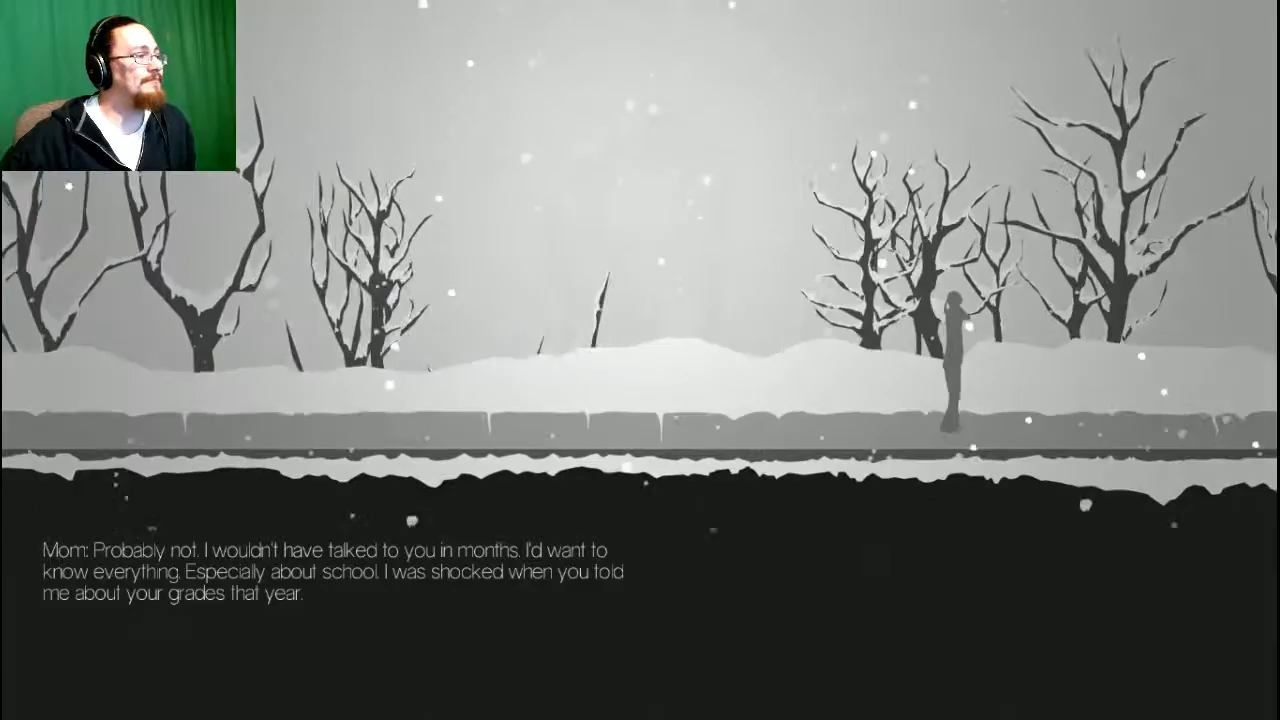 Mom: Probably not. I wouldn't have talked to you in months. I'd want to
know everything. Especially about school. I was shocked when you told
me about your grades that year.